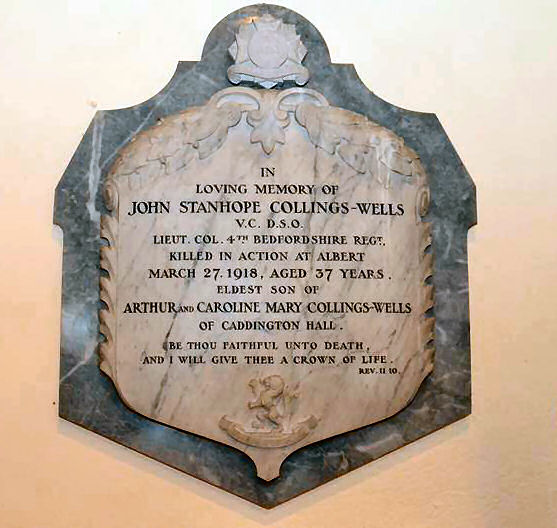 IN
LOVING MEMORY OF
JOHN STANHOPE COLLINGS-WELLS
V.C. D.S.O.
LIEUT. COL. 4TH BEDFORDSHIRE REGT.
KILLED IN ACTION AT ALBERT
MARCH 27. 1918, AGED 37 YEARS.
ELDEST SON OF
ARTHUR AND CAROLINE MARY COLLINGS-WELLS
OF CADDINGTON HALL.
BE THOU FAITHFUL UNTO DEATH,
AND I WILL GIVE THEE A CROWN OF LIFE.
REV. II 10.